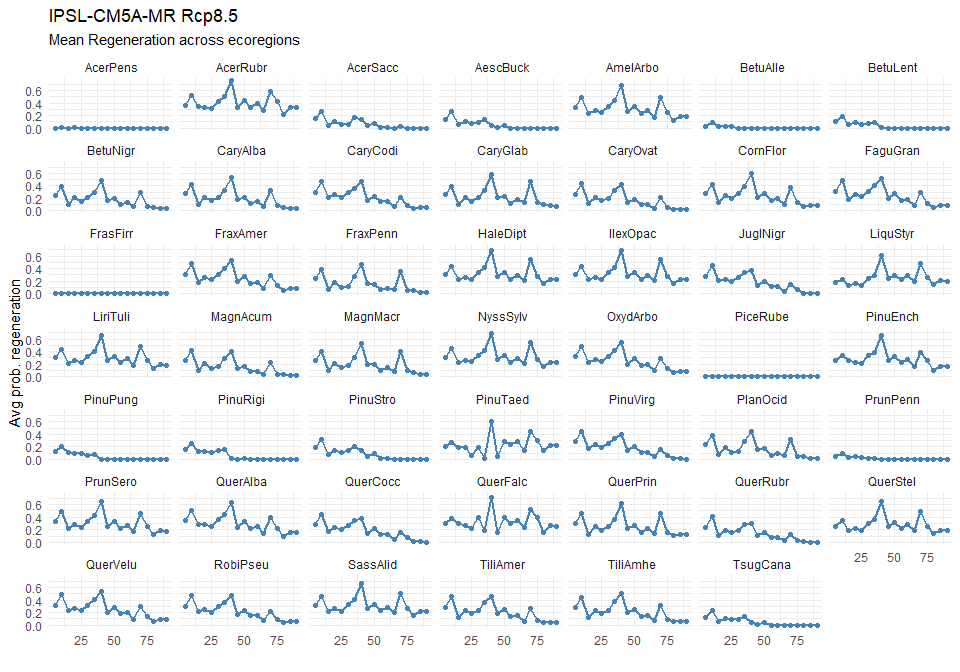 IPSL-CM5A-MR Rcp8.5
Mean Regeneration across ecoregions
AcerPens AcerRubr AcerSacc AescBuck AmelArbo BetuAlle BetuLent
0.6
0.4
0.2
0.0
BetuNigr CaryAlba CaryCodi CaryGlab CaryOvat CornFlor FaguGran
0.6
0.4
0.2
0.0
FrasFirr FraxAmer FraxPenn HaleDipt IlexOpac JuglNigr LiquStyr
0.6
0.4
0.2
0.0
LiriTuli MagnAcum MagnMacr NyssSylv OxydArbo PiceRube PinuEnch
0.6
0.4
0.2
0.0
Avg prob. regeneration
PinuPung PinuRigi PinuStro PinuTaed PinuVirg PlanOcid PrunPenn
0.6
0.4
0.2
0.0
PrunSero QuerAlba QuerCocc QuerFalc QuerPrin QuerRubr QuerStel
0.6
0.4
0.2
0.0
25 50 75
QuerVelu RobiPseu SassAlid TiliAmer TiliAmhe TsugCana
0.6
0.4
0.2
0.0
25 50 75 25 50 75 25 50 75 25 50 75 25 50 75 25 50 75